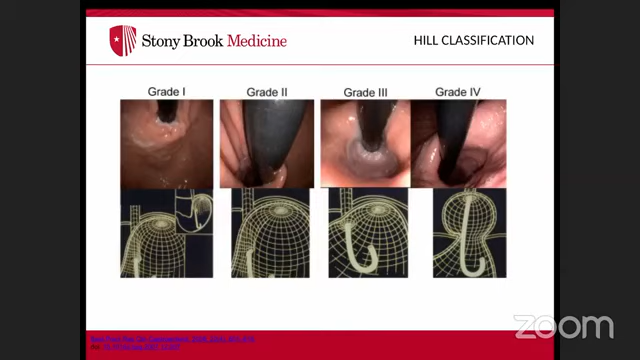 Stony Brook Medicine
HILL CLASSIFICATION
Grade I
Grade II
Grade III
Grade IV
zoom